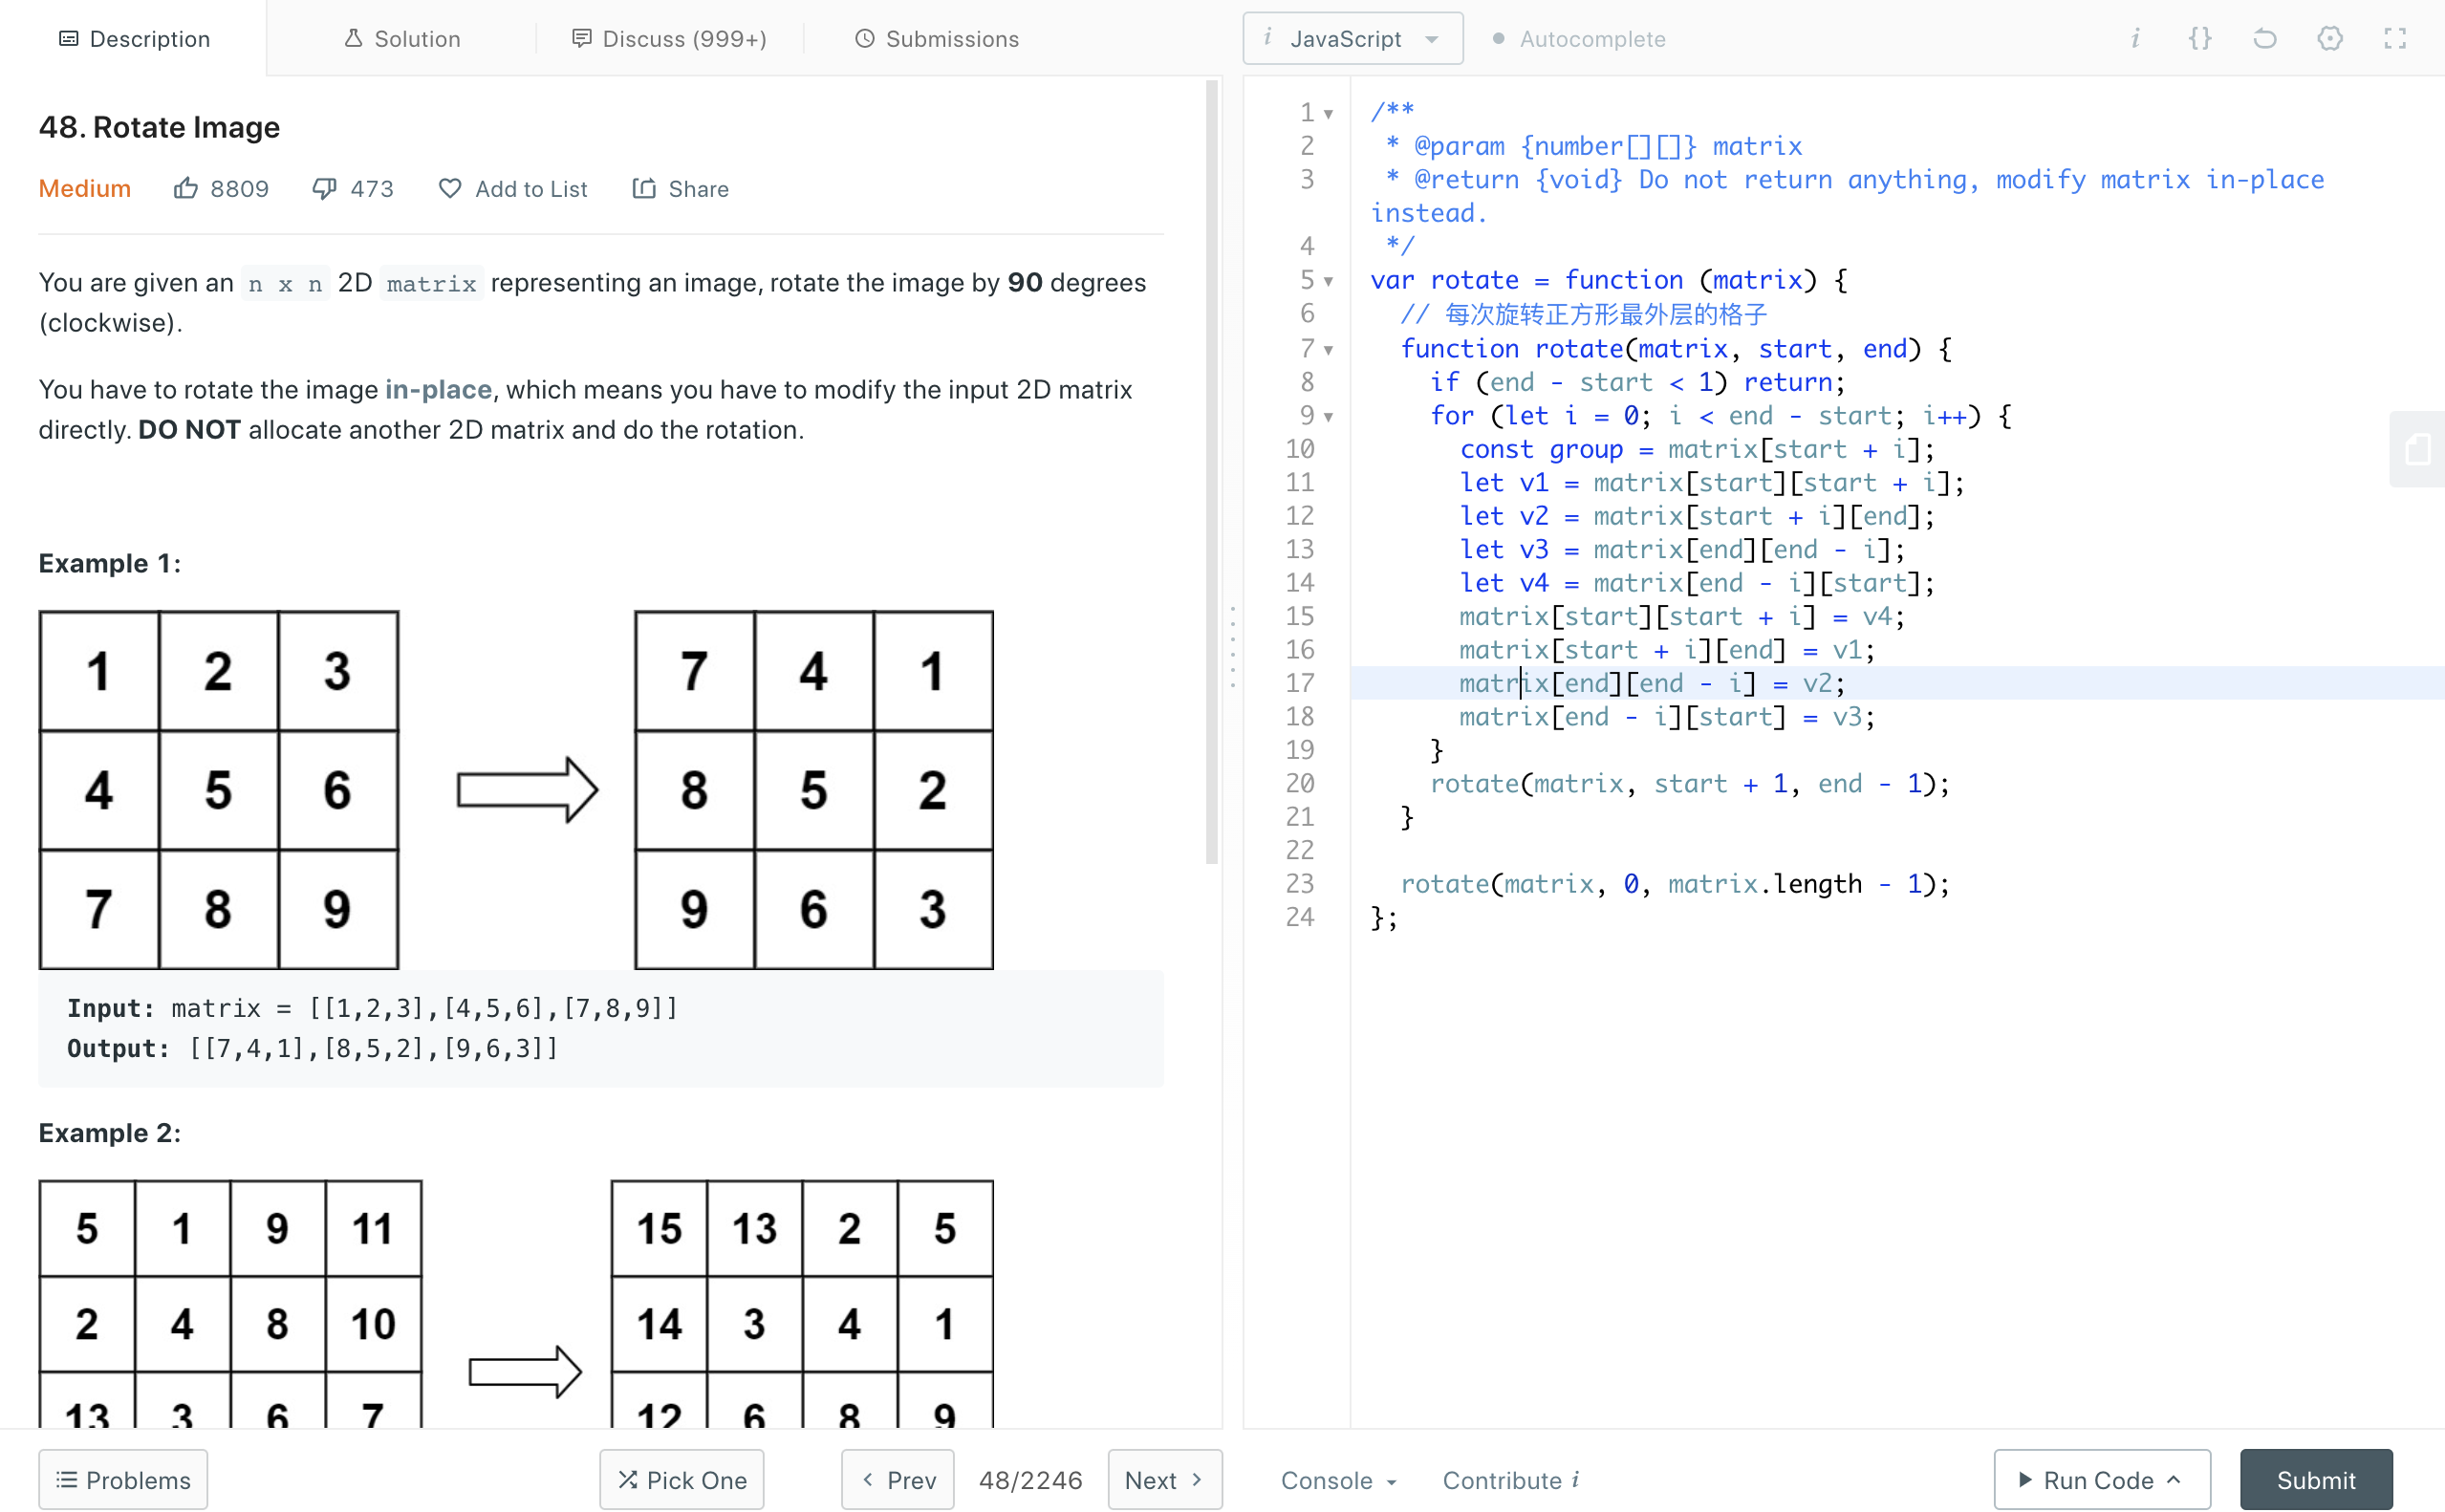 Description
Solution
Discuss (999+)
Submissions
48. Rotate Image
Medium
8809
473
Add to List
Share
You are given an n x n 2D matrix representing an image, rotate the image by 90 degrees
(clockwise).
You have to rotate the image in-place, which means you have to modify the input 2D matrix
directly. DO NOT allocate another 2D matrix and do the rotation.
Example 1:
1 2 3
4 5 6
7 8 9
7 4 1
8 5 2
9 6 3
Input: matrix = [[1,2,3],[4,5,6],[7,8,9]]
Output: [[7,4,1],[8,5,2],[9,6,3]]
Example 2:
5 1 9 11
2 4 8 10
13 3 6 7
15 13 2 5
14 3 4 1
12 6 8 9
Problems
Pick One
Prev
48/2246
Next
i JavaScript
Autocomplete
i {}
1 /**
2  * @param {number[][]} matrix
3  * @return {void} Do not return anything, modify matrix in-place
instead.
4  */
5 var rotate = function (matrix) {
6   // 每次旋转正方形最外层的格子
7   function rotate(matrix, start, end) {
8     if (end - start < 1) return;
9     for (let i = 0; i < end - start; i++) {
10       const group = matrix[start + i];
11       let v1 = matrix[start][start + i];
12       let v2 = matrix[start + i][end];
13       let v3 = matrix[end][end - i];
14       let v4 = matrix[end - i][start];
15       matrix[start][start + i] = v4;
16       matrix[start + i][end] = v1;
17       matrix[end][end - i] = v2;
18       matrix[end - i][start] = v3;
19     }
20     rotate(matrix, start + 1, end - 1);
21   }
22
23   rotate(matrix, 0, matrix.length - 1);
24 };
Console
Contribute i
Run Code
Submit